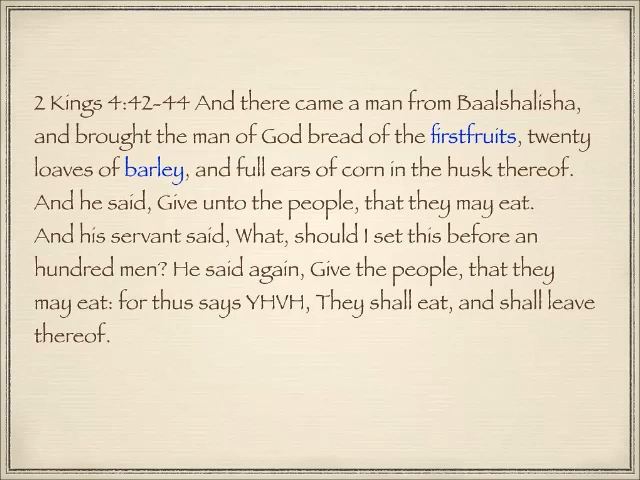 2 Kings 4:42-44 And there came a man from Baalshalisha,
and brought the man of God bread of the firstfruits, twenty
loaves of barley, and full ears of corn in the husk thereof.
And he said, Give unto the people, that they may eat.
And his servant said, What, should I set this before an
hundred men? He said again, Give the people, that they
may eat: for thus says YHVH, They shall eat, and shall leave
thereof.